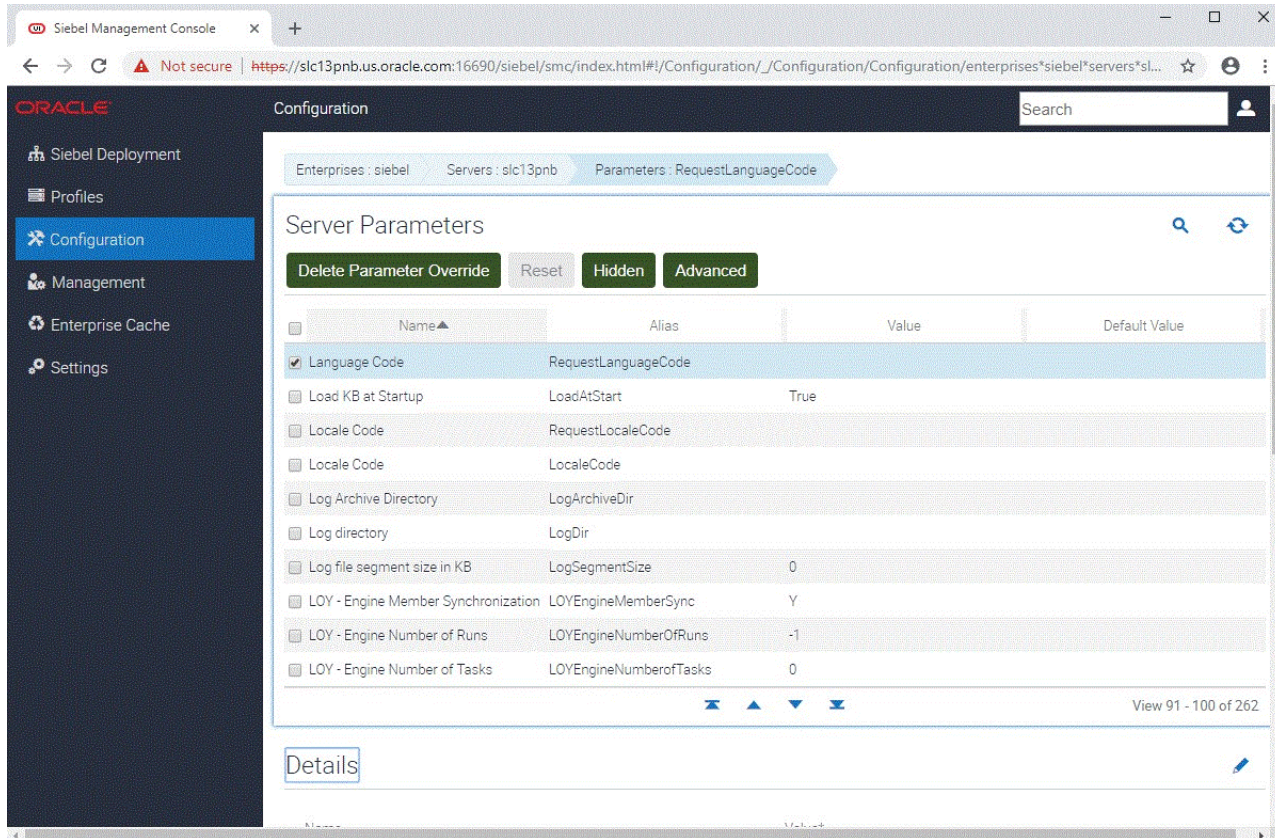 Siebel Management Console
Not secure | https://slc13pnb.us.oracle.com:16690/siebel/smc/index.html#!/Configuration/_/Configuration/Configuration/enterprises*siebel*servers*sl...
ORACLE
Configuration
Search
Siebel Deployment
Profiles
Configuration
Management
Enterprise Cache
Settings
Enterprises : siebel Servers : slc13pnb Parameters : RequestLanguageCode
Server Parameters
Delete Parameter Override Reset Hidden Advanced
Name Alias Value Default Value
Language Code RequestLanguageCode
Load KB at Startup LoadAtStart True
Locale Code RequestLocaleCode
Locale Code LocaleCode
Log Archive Directory LogArchiveDir
Log directory LogDir
Log file segment size in KB LogSegmentSize 0
LOY - Engine Member Synchronization LOYEngineMemberSync Y
LOY - Engine Number of Runs LOYEngineNumberOfRuns -1
LOY - Engine Number of Tasks LOYEngineNumberofTasks 0
View 91 - 100 of 262
Details
Name Value*